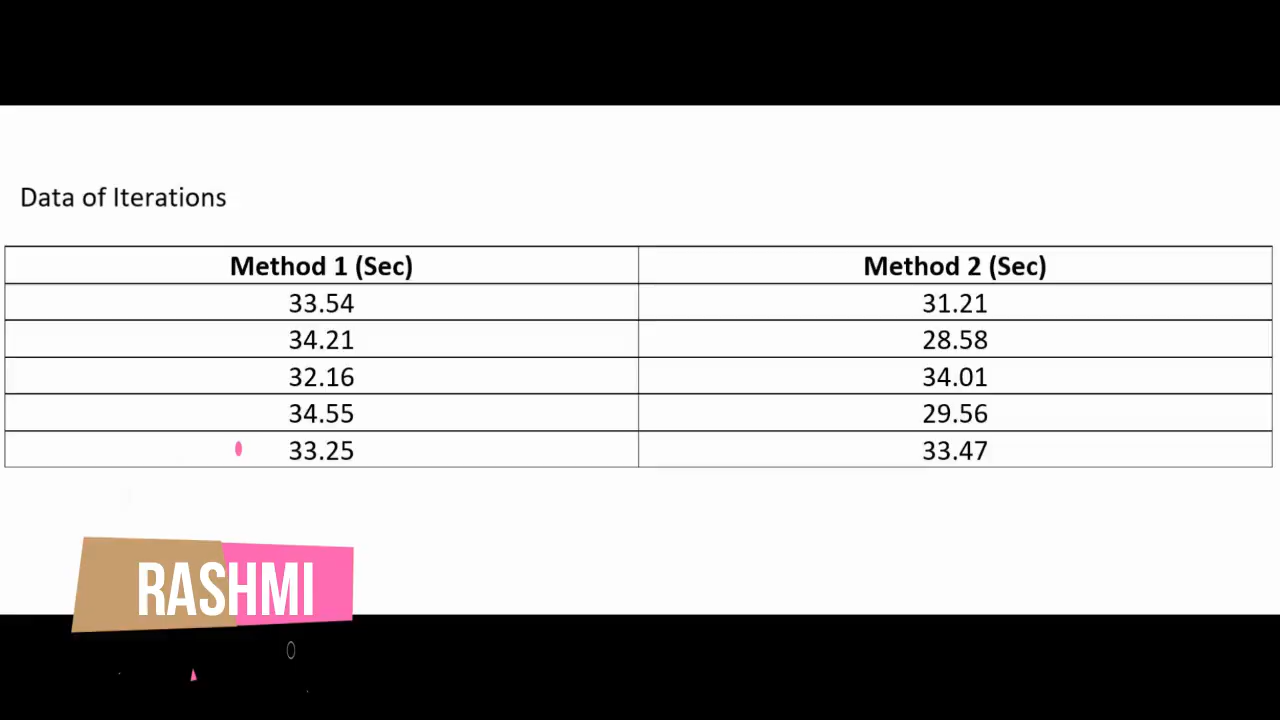 Data of Iterations
Method 1 (Sec) Method 2 (Sec)
33.54 31.21
34.21 28.58
32.16 34.01
34.55 29.56
33.25 33.47
RASHMI